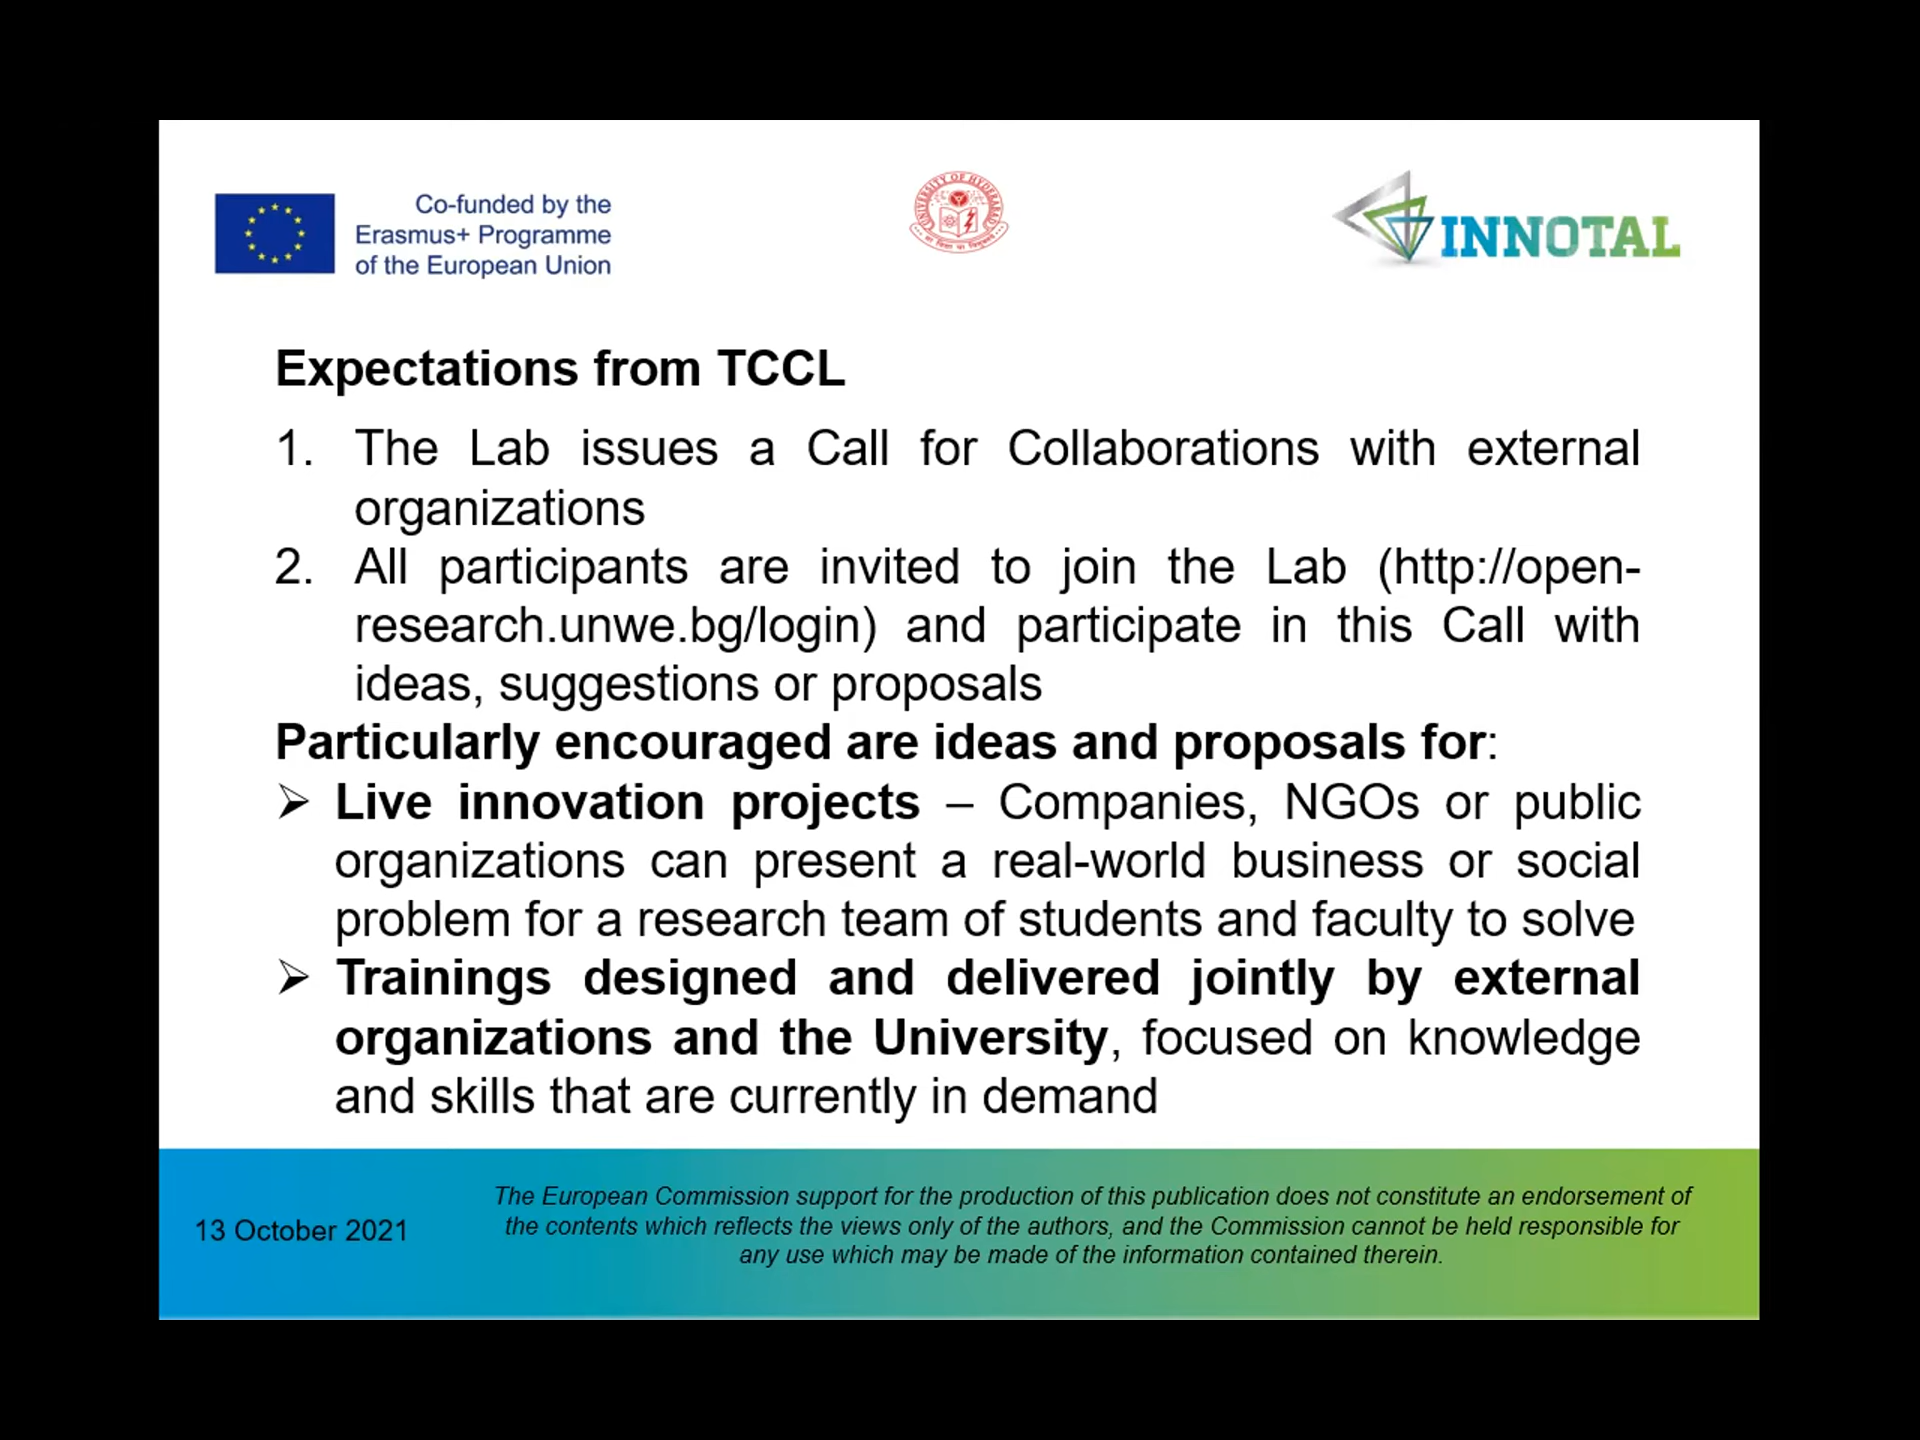 Co-funded by the
Erasmus+ Programme
of the European Union
UNIVERSITY OF HYDERABAD
INNOTAL
Expectations from TCCL
1. The Lab issues a Call for Collaborations with external
organizations
2. All participants are invited to join the Lab (http://open-
research.unwe.bg/login) and participate in this Call with
ideas, suggestions or proposals
Particularly encouraged are ideas and proposals for:
➢ Live innovation projects – Companies, NGOs or public
organizations can present a real-world business or social
problem for a research team of students and faculty to solve
➢ Trainings designed and delivered jointly by external
organizations and the University, focused on knowledge
and skills that are currently in demand
13 October 2021
The European Commission support for the production of this publication does not constitute an endorsement of
the contents which reflects the views only of the authors, and the Commission cannot be held responsible for
any use which may be made of the information contained therein.